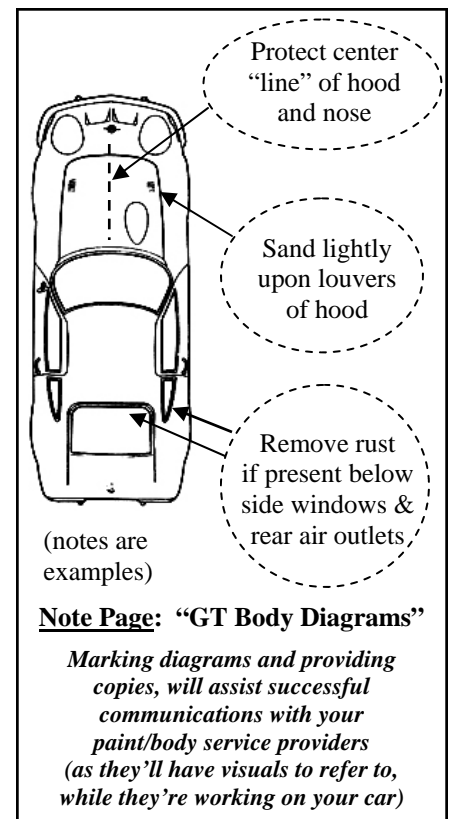 Protect center
“line” of hood
and nose
Sand lightly
upon louvers
of hood
Remove rust
if present below
side windows &
rear air outlets
(notes are
examples)
Note Page:  “GT Body Diagrams”
Marking diagrams and providing
copies, will assist successful
communications with your
paint/body service providers
(as they’ll have visuals to refer to,
while they’re working on your car)